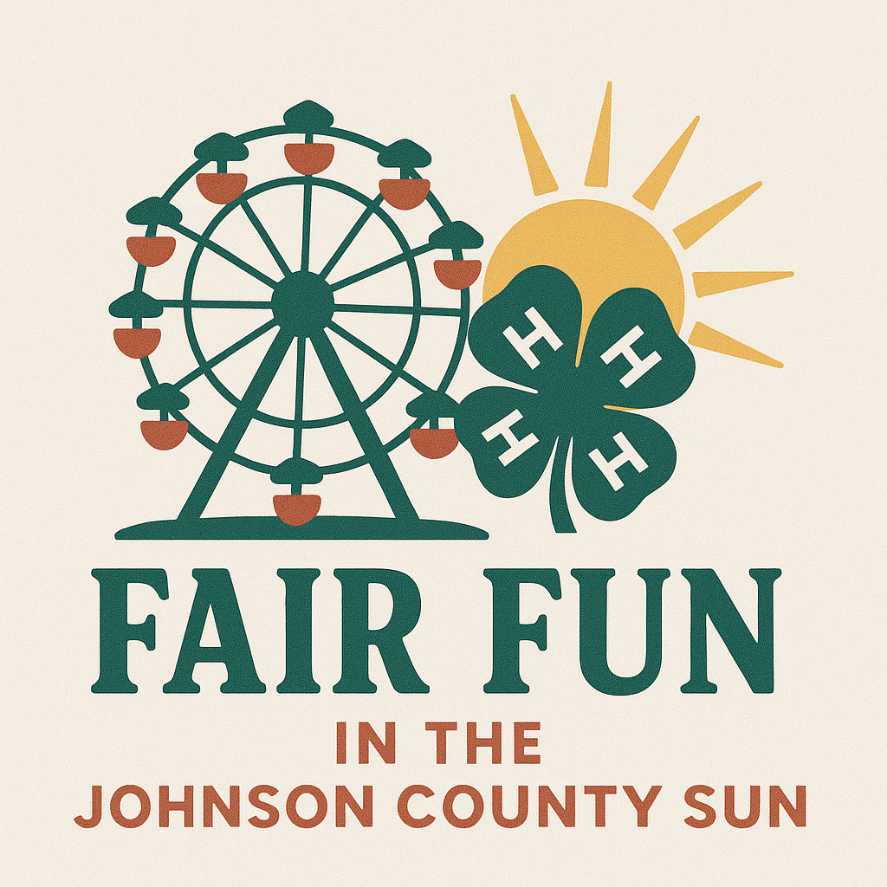 H H
H H
FAIR FUN
IN THE
JOHNSON COUNTY SUN